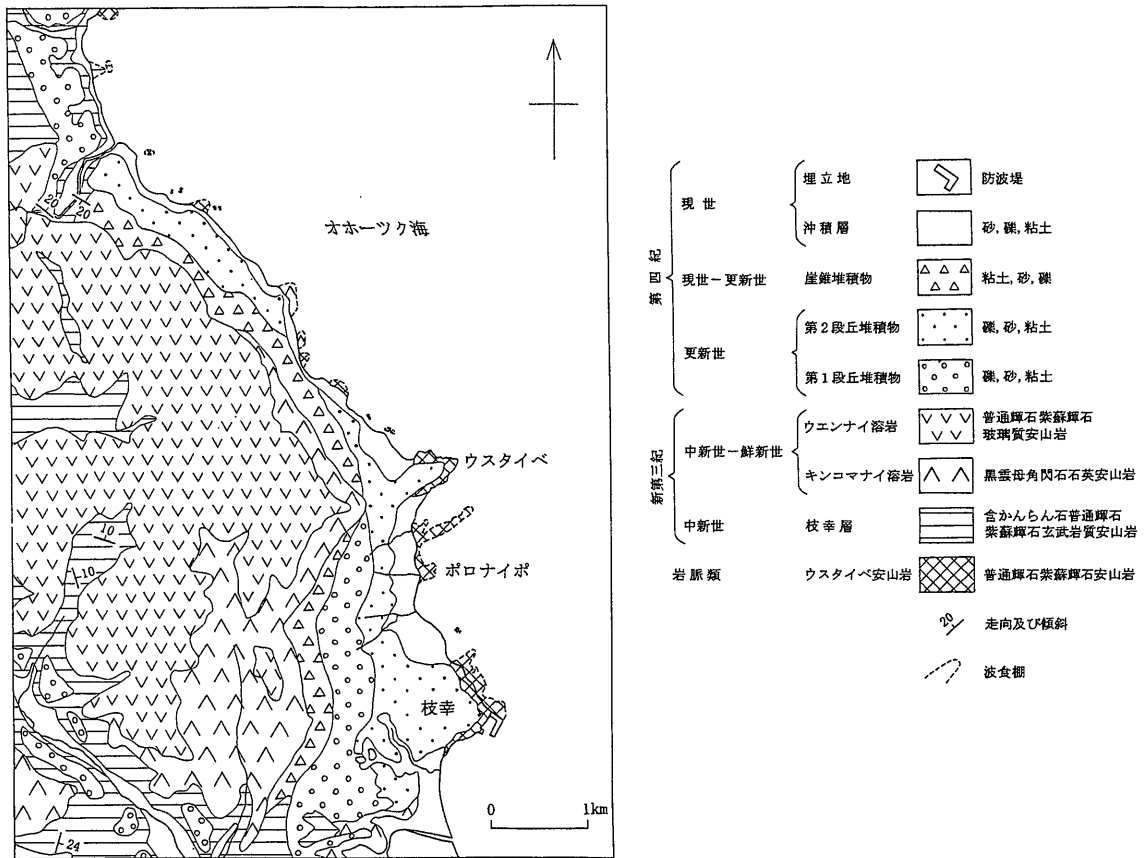 オホーツク海
ウスタイベ
ポロナイポ
枝幸
20
20
10
10
24
0 1km
第四紀
現世
埋立地 防波堤
沖積層 砂,礫,粘土
現世ー更新世 崖錐堆積物 粘土,砂,礫
更新世
第2段丘堆積物 礫,砂,粘土
第1段丘堆積物 礫,砂,粘土
新第三紀
中新世ー鮮新世
ウエンナイ溶岩 普通輝石紫蘇輝石
玻璃質安山岩
キンコマナイ溶岩 黒雲母角閃石石英安山岩
中新世 枝幸層 含かんらん石普通輝石
紫蘇輝石玄武岩質安山岩
岩脈類 ウスタイベ安山岩 普通輝石紫蘇輝石安山岩
20 走向及び傾斜
波食棚